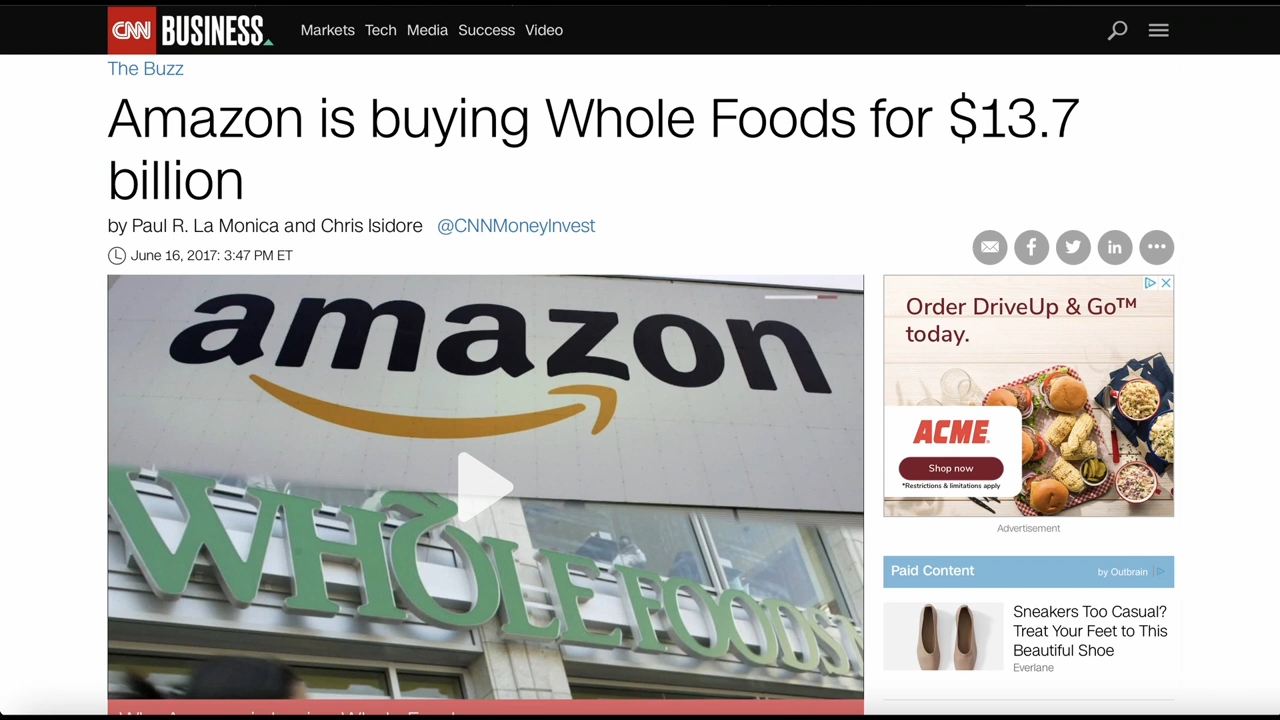 CNN BUSINESS
Markets Tech Media Success Video
The Buzz
Amazon is buying Whole Foods for $13.7
billion
by Paul R. La Monica and Chris Isidore @CNNMoneyInvest
June 16, 2017: 3:47 PM ET
amazon
WHOLE FOODS
Order DriveUp & Go™
today.
ACME
Shop now
*Restrictions & limitations apply
Advertisement
Paid Content
by Outbrain
Sneakers Too Casual?
Treat Your Feet to This
Beautiful Shoe
Everlane